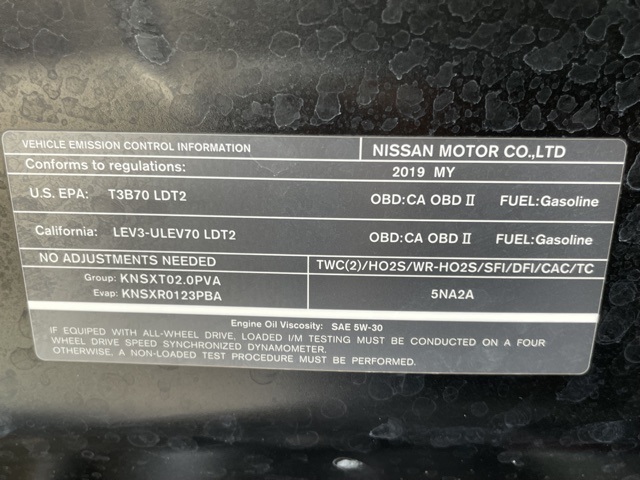 VEHICLE EMISSION CONTROL INFORMATION NISSAN MOTOR CO.,LTD
Conforms to regulations: 2019 MY
U.S. EPA: T3B70 LDT2 OBD:CA OBD II FUEL:Gasoline
California: LEV3-ULEV70 LDT2 OBD:CA OBD II FUEL:Gasoline
NO ADJUSTMENTS NEEDED TWC(2)/HO2S/WR-HO2S/SFI/DFI/CAC/TC
Group: KNSXT02.0PVA
Evap: KNSXR0123PBA 5NA2A
Engine Oil Viscosity: SAE 5W-30
IF EQUIPPED WITH ALL-WHEEL DRIVE, LOADED I/M TESTING MUST BE CONDUCTED ON A FOUR
WHEEL DRIVE SPEED SYNCHRONIZED DYNAMOMETER.
OTHERWISE, A NON-LOADED TEST PROCEDURE MUST BE PERFORMED.